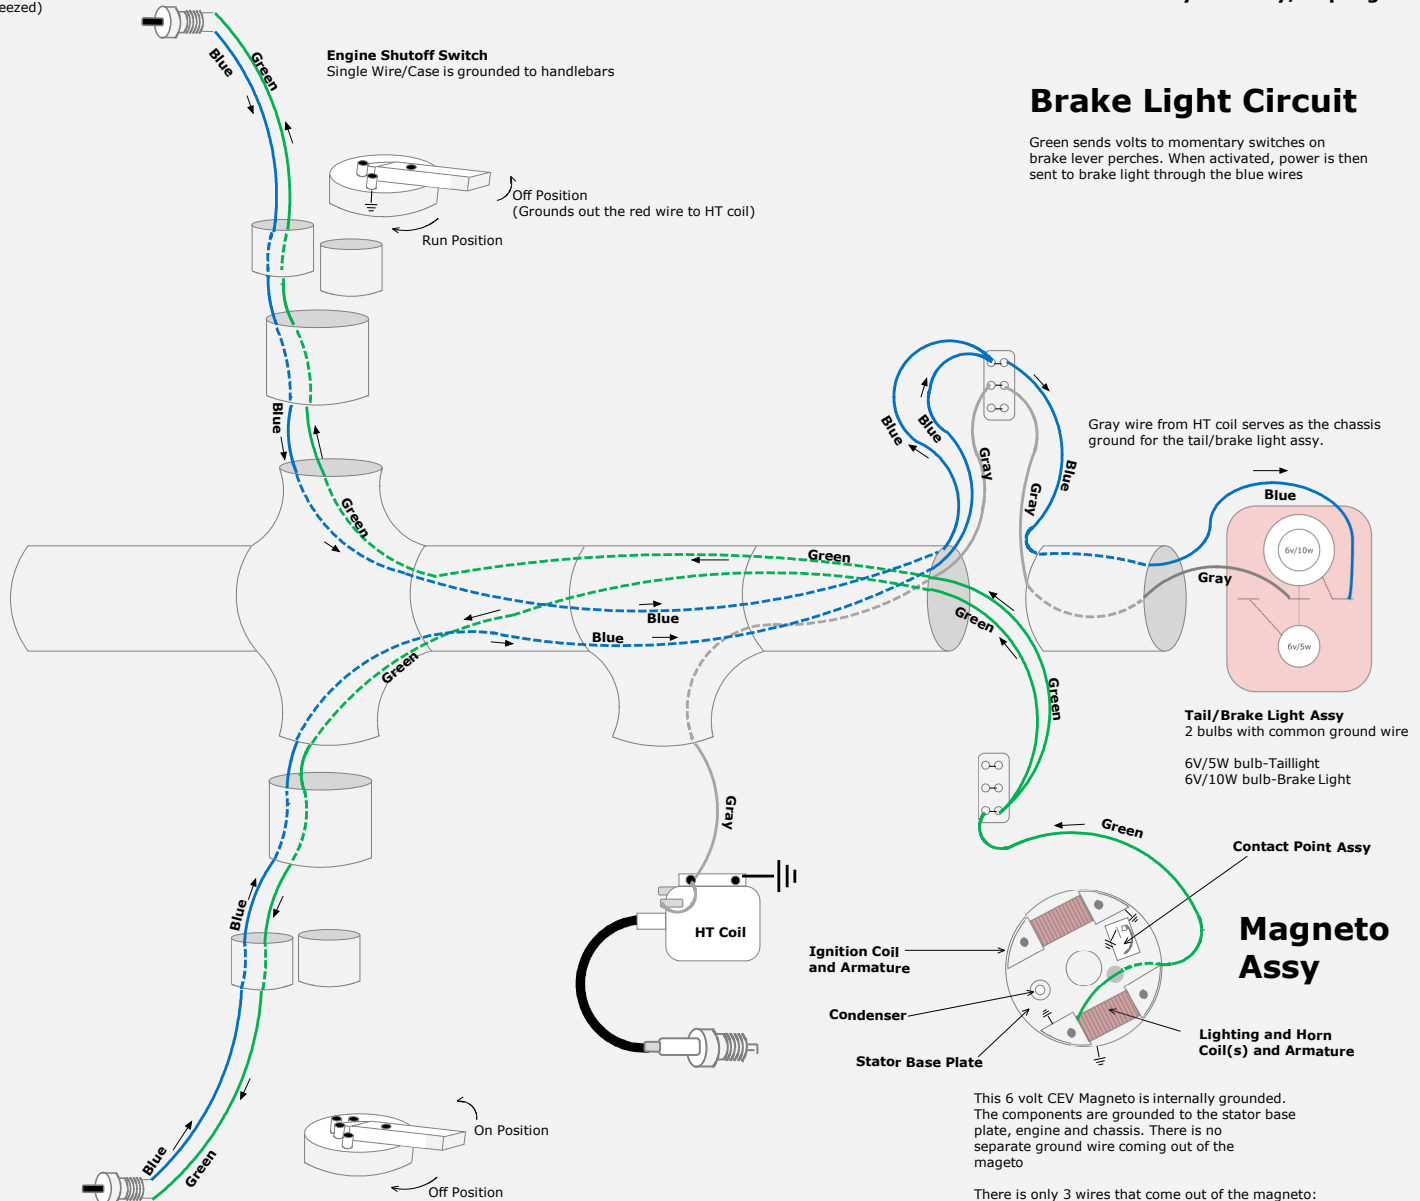 eezed)
Engine Shutoff Switch
Single Wire/Case is grounded to handlebars
Blue
Green
Brake Light Circuit
Green sends volts to momentary switches on
brake lever perches. When activated, power is then
sent to brake light through the blue wires
Off Position
(Grounds out the red wire to HT coil)
Run Position
Blue
Green
Blue
Blue
Gray
Gray
Blue
Gray wire from HT coil serves as the chassis
ground for the tail/brake light assy.
Blue
6v/10w
Gray
6v/5w
Green
Green
Blue
Blue
Green
Green
Tail/Brake Light Assy
2 bulbs with common ground wire
6V/5W bulb-Taillight
6V/10W bulb-Brake Light
Gray
Green
Contact Point Assy
Blue
HT Coil
Magneto
Assy
Ignition Coil
and Armature
Condenser
Stator Base Plate
Lighting and Horn
Coil(s) and Armature
This 6 volt CEV Magneto is internally grounded.
The components are grounded to the stator base
plate, engine and chassis. There is no
separate ground wire coming out of the
mageto
There is only 3 wires that come out of the magneto:
On Position
Off Position
Blue
Green